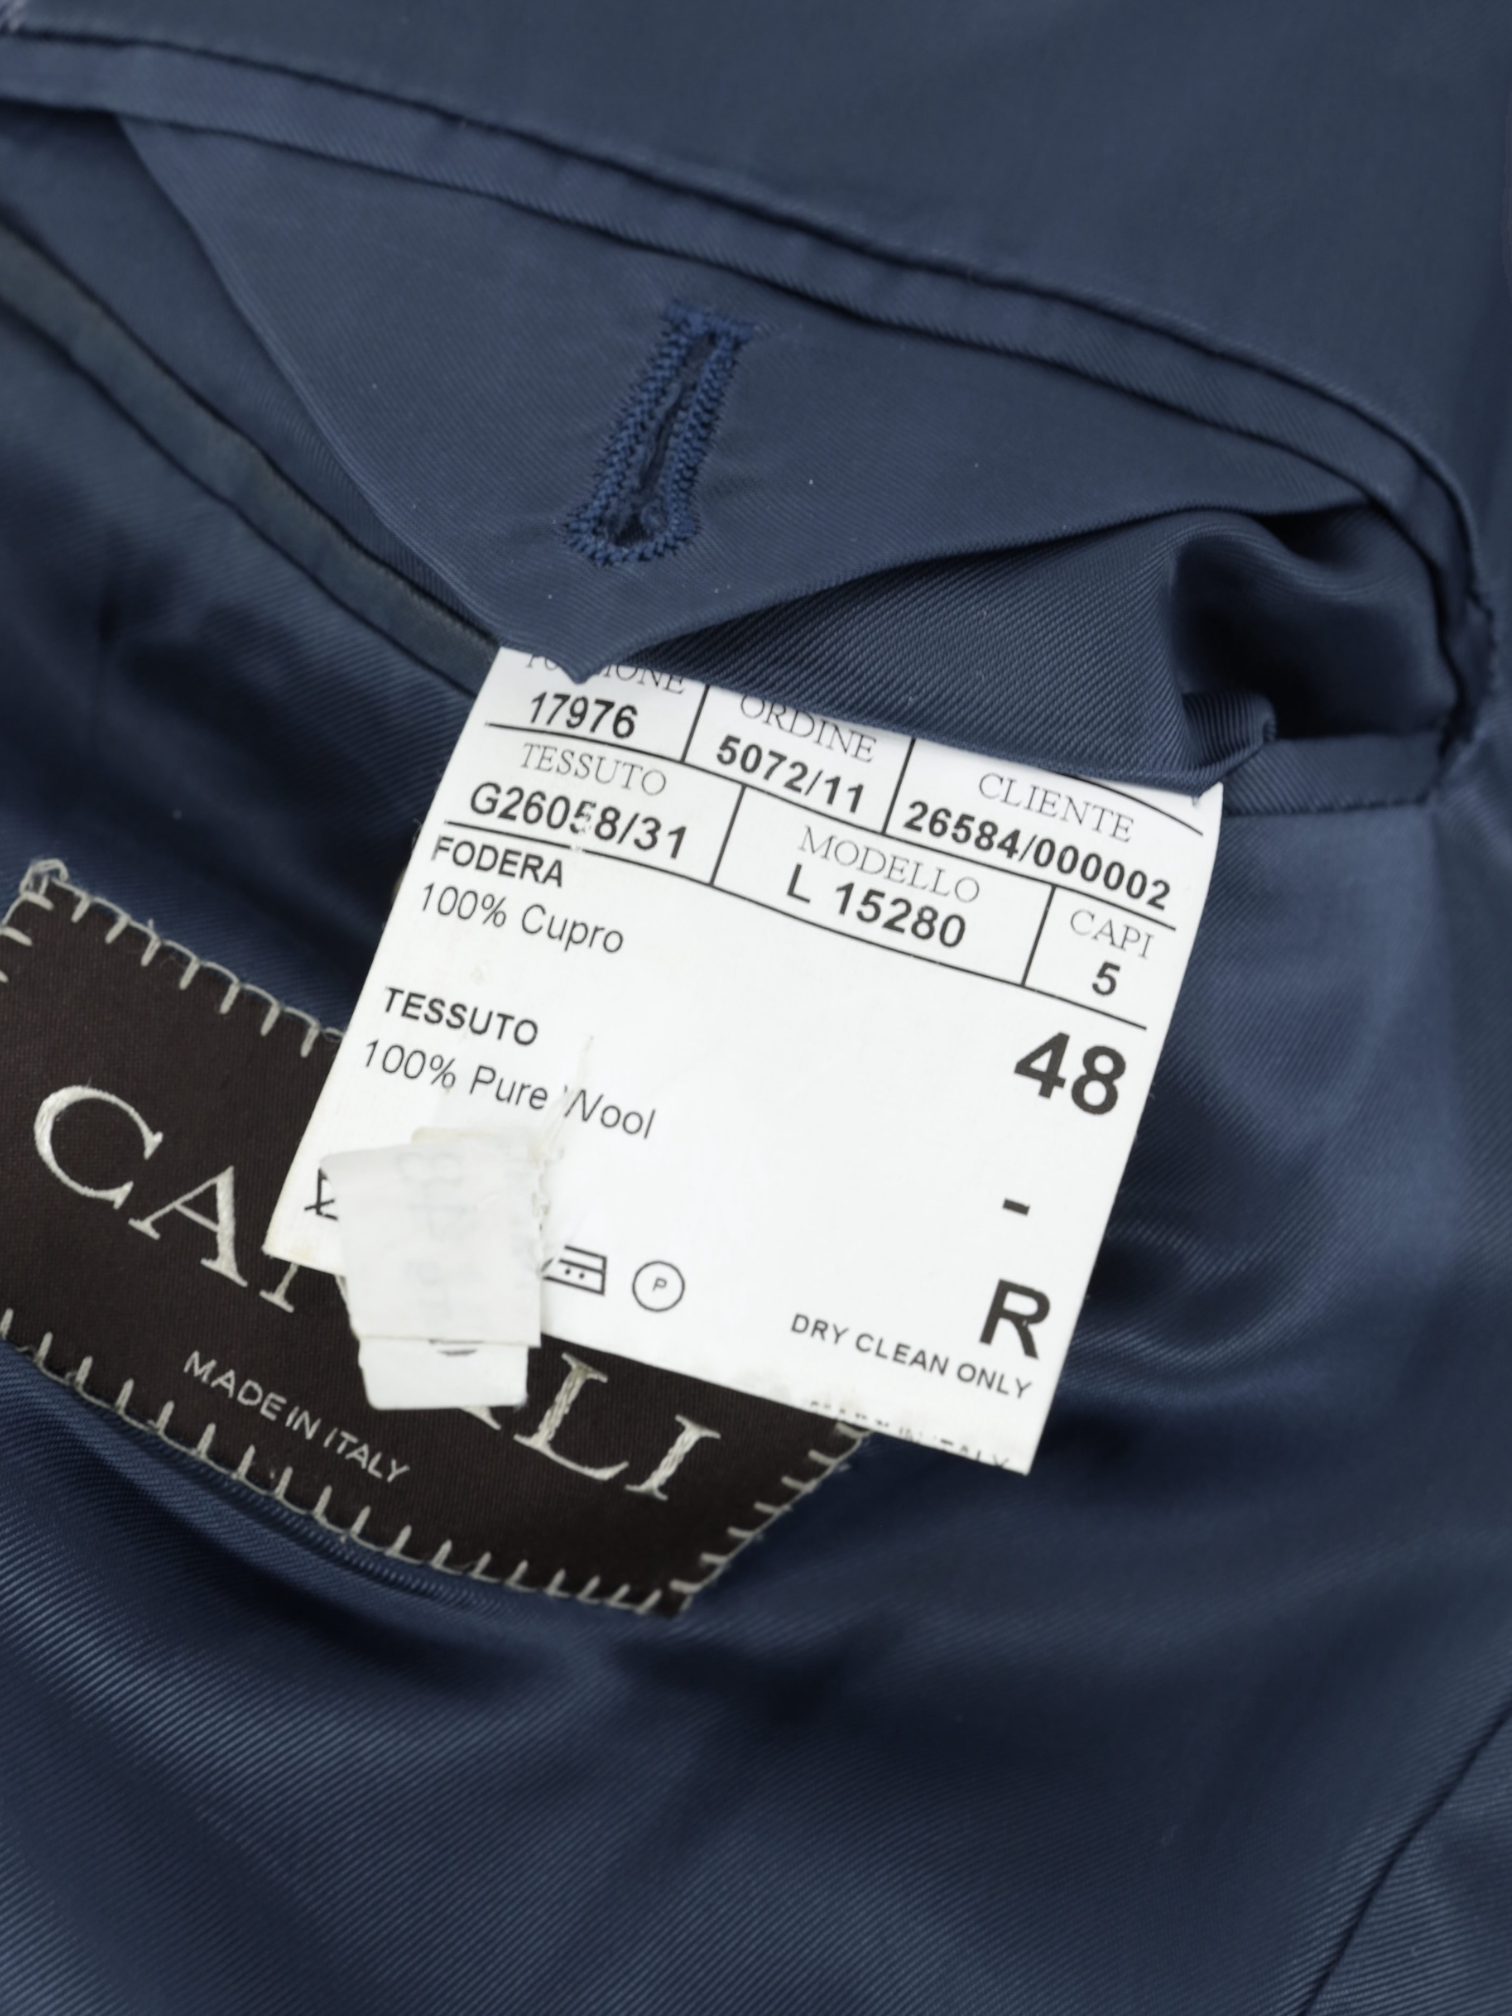 17976
ORDINE
5072/11
CLIENTE
26584/000002
TESSUTO
G26058/31
MODELLO
L 15280
CAPI
5
FODERA
100% Cupro
TESSUTO
100% Pure Wool
48
-
R
P
DRY CLEAN ONLY
MADE IN ITALY